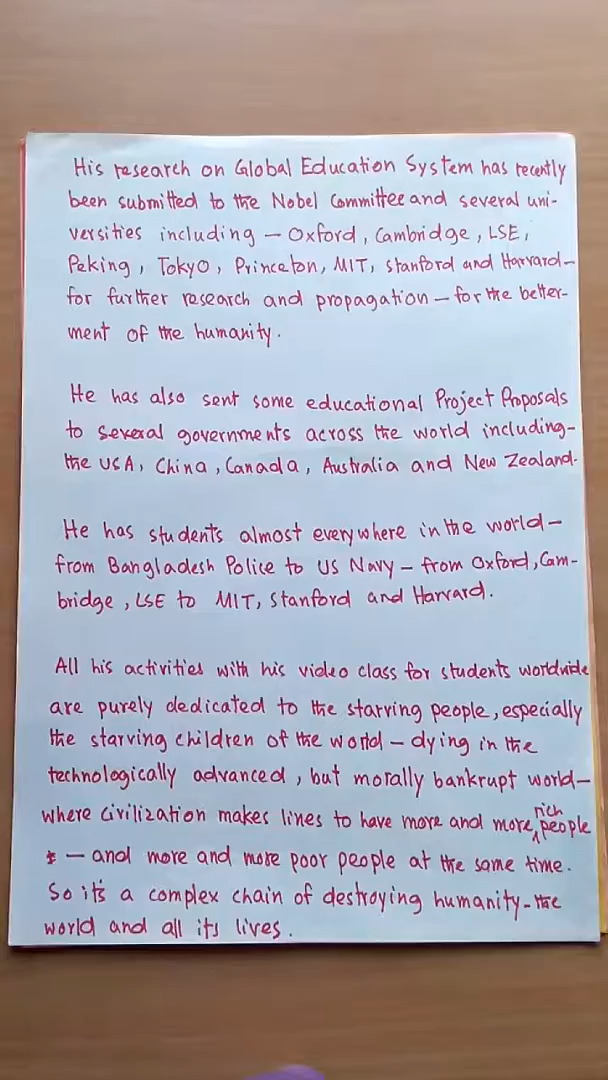 His research on Global Education System has recently
been submitted to the Nobel Committee and several uni-
versities including - Oxford, Cambridge, LSE,
Peking, Tokyo, Princeton, MIT, Stanford and Harvard-
for further research and propagation - for the better-
ment of the humanity.
He has also sent some educational Project Proposals
to several governments across the world including-
the USA, China, Canada, Australia and New Zealand.
He has students almost everywhere in the world-
from Bangladesh Police to US Navy - from Oxford, Cam-
bridge, LSE to MIT, Stanford and Harvard.
All his activities with his video class for students worldwide
are purely dedicated to the starving people, especially
the starving children of the world - dying in the
technologically advanced, but morally bankrupt world-
where civilization makes lines to have more and more rich people
- and more and more poor people at the same time.
So it's a complex chain of destroying humanity - the
world and all its lives.